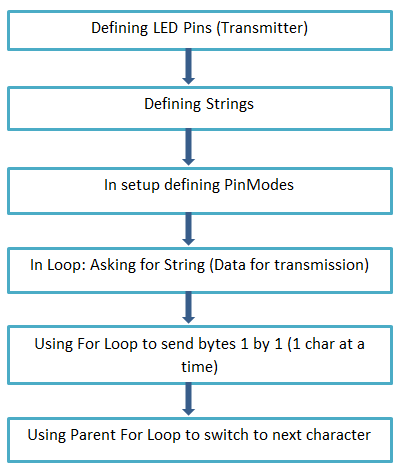 Defining LED Pins (Transmitter)
Defining Strings
In setup defining PinModes
In Loop: Asking for String (Data for transmission)
Using For Loop to send bytes 1 by 1 (1 char at a
time)
Using Parent For Loop to switch to next character